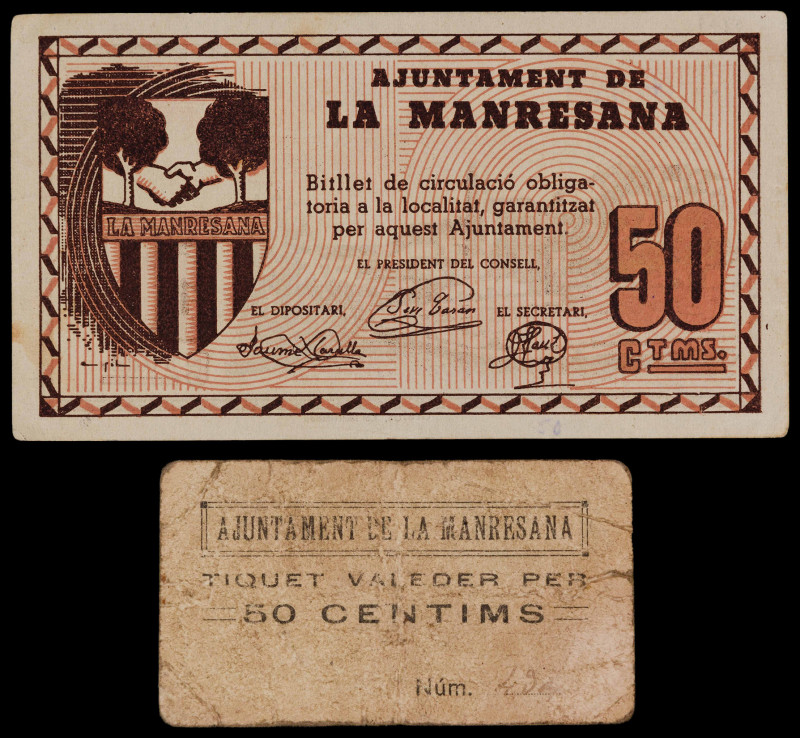 AJUNTAMENT DE
LA MANRESANA
LA MANRESANA
Bitllet de circulació obliga-
toria a la localitat, garantitzat
per aquest Ajuntament.
EL PRESIDENT DEL CONSELL,
EL DIPOSITARI,
EL SECRETARI,
50
CTMS.
AJUNTAMENT DE LA MANRESANA
TIQUET VALEDER PER
50 CENTIMS
Núm.